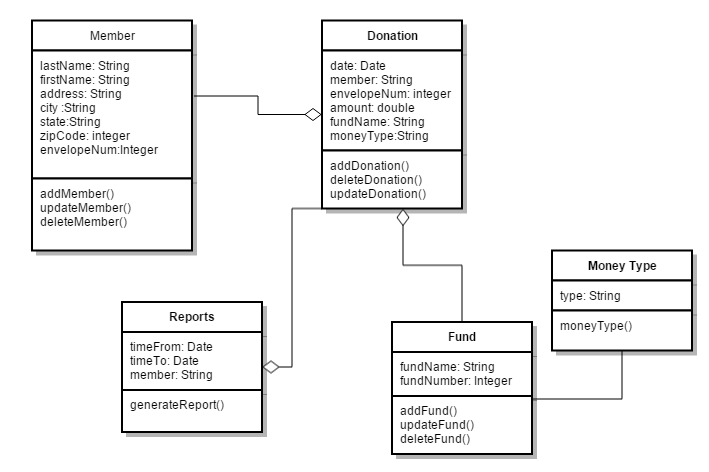 Member
lastName: String
firstName: String
address: String
city :String
state:String
zipCode: integer
envelopeNum:Integer
addMember()
updateMember()
deleteMember()
Donation
date: Date
member: String
envelopeNum: integer
amount: double
fundName: String
moneyType:String
addDonation()
deleteDonation()
updateDonation()
Reports
timeFrom: Date
timeTo: Date
member: String
generateReport()
Fund
fundName: String
fundNumber: Integer
addFund()
updateFund()
deleteFund()
Money Type
type: String
moneyType()